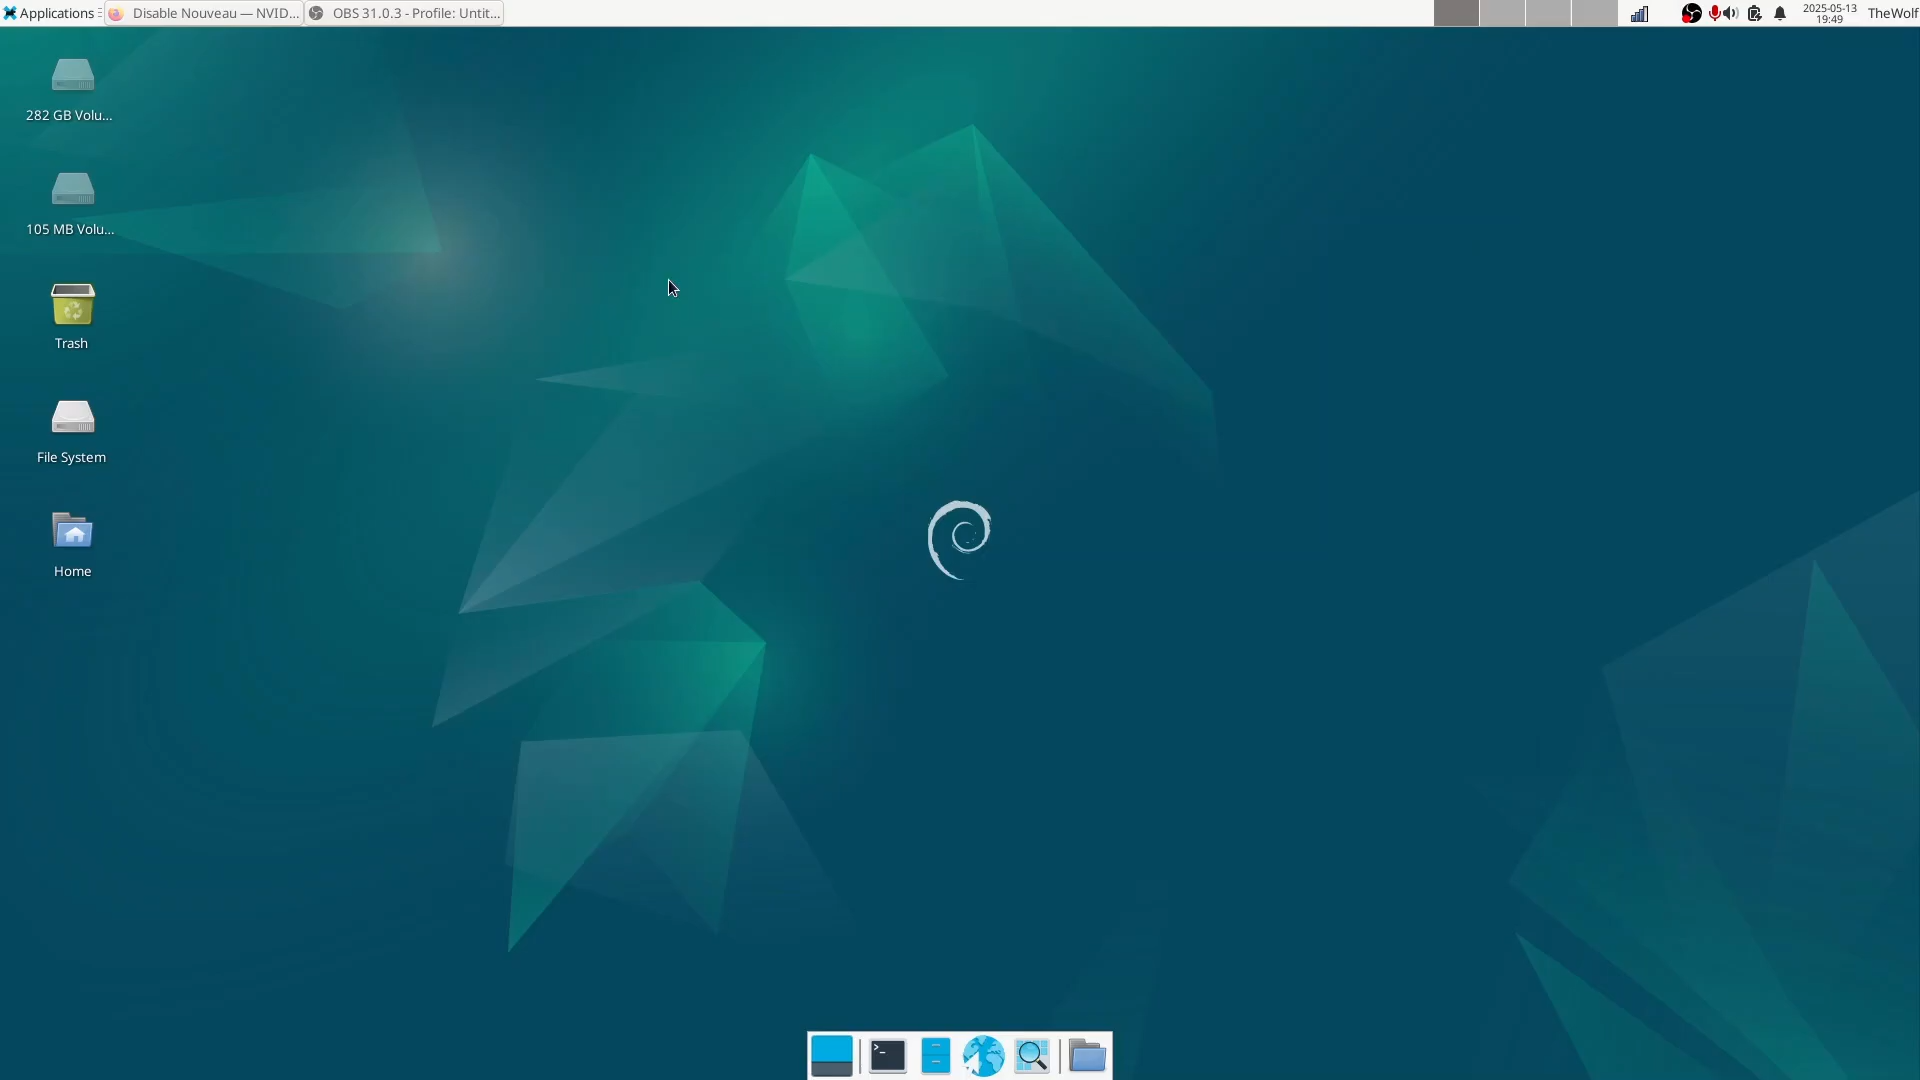 Applications
Disable Nouveau — NVID...
OBS 31.0.3 - Profile: Untit...
2025-05-13
19:49
TheWolf
282 GB Volu...
105 MB Volu...
Trash
File System
Home